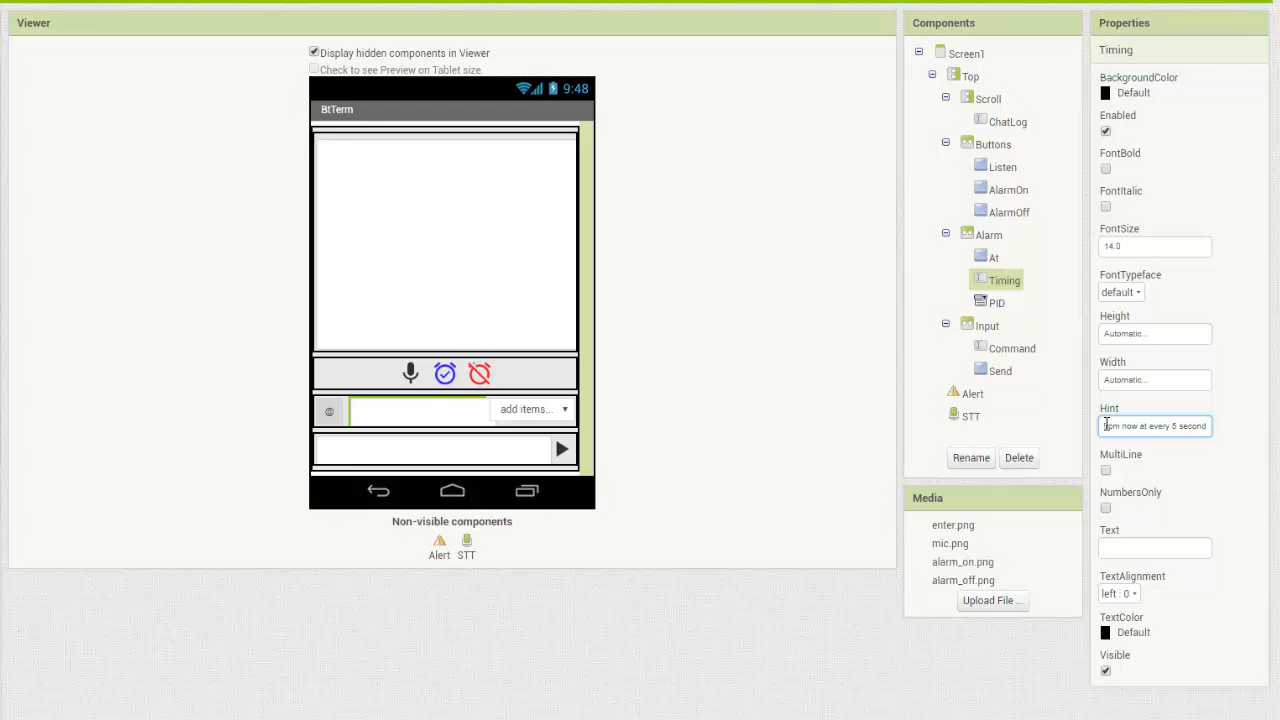 Viewer
Display hidden components in Viewer
Check to see Preview on Tablet size.
9:48
BtTerm
@
add items...
Non-visible components
Alert
STT
Components
Screen1
Top
Scroll
ChatLog
Buttons
Listen
AlarmOn
AlarmOff
Alarm
At
Timing
PID
Input
Command
Send
Alert
STT
Rename
Delete
Media
enter.png
mic.png
alarm_on.png
alarm_off.png
Upload File ...
Properties
Timing
BackgroundColor
Default
Enabled
FontBold
FontItalic
FontSize
14.0
FontTypeface
default
Height
Automatic...
Width
Automatic...
Hint
om now at every 5 second
MultiLine
NumbersOnly
Text
TextAlignment
left : 0
TextColor
Default
Visible